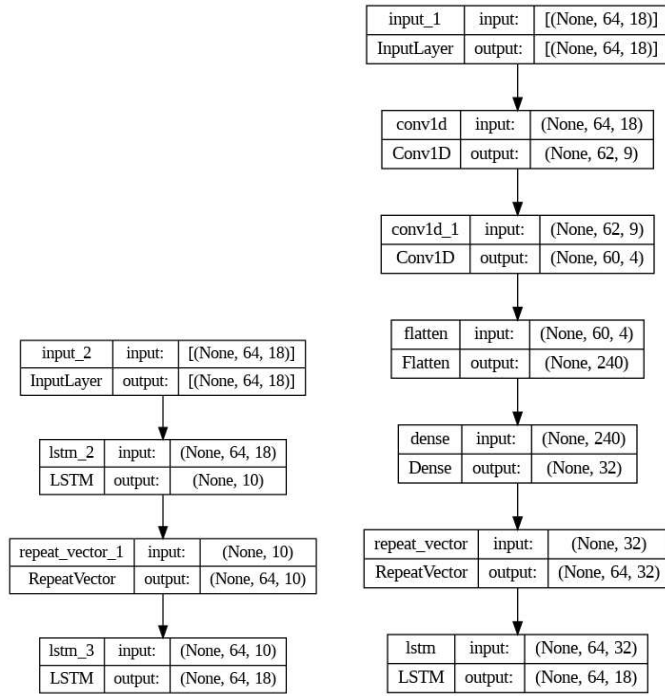 input_1 input: [(None, 64, 18)]
InputLayer output: [(None, 64, 18)]
conv1d input: (None, 64, 18)
Conv1D output: (None, 62, 9)
conv1d_1 input: (None, 62, 9)
Conv1D output: (None, 60, 4)
flatten input: (None, 60, 4)
Flatten output: (None, 240)
dense input: (None, 240)
Dense output: (None, 32)
repeat_vector input: (None, 32)
RepeatVector output: (None, 64, 32)
lstm input: (None, 64, 32)
LSTM output: (None, 64, 18)
input_2 input: [(None, 64, 18)]
InputLayer output: [(None, 64, 18)]
lstm_2 input: (None, 64, 18)
LSTM output: (None, 10)
repeat_vector_1 input: (None, 10)
RepeatVector output: (None, 64, 10)
lstm_3 input: (None, 64, 10)
LSTM output: (None, 64, 18)